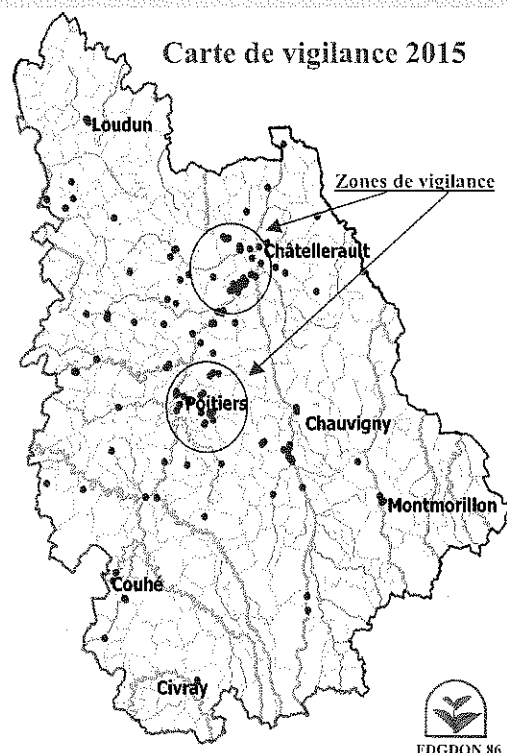 Carte de vigilance 2015
Loudun
Zones de vigilance
Châtellerault
Poitiers
Chauvigny
Montmorillon
Couhé
Civray
FDGDON 86